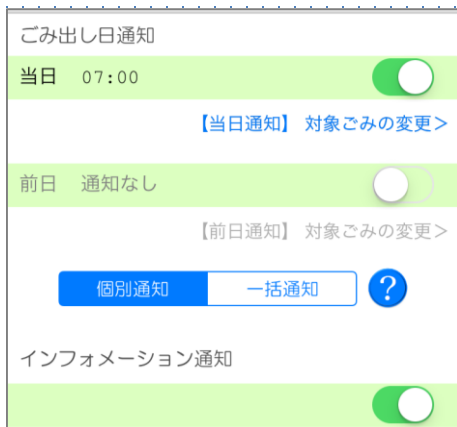 ごみ出し日通知
当日 07:00
【当日通知】 対象ごみの変更＞
前日 通知なし
【前日通知】 対象ごみの変更＞
個別通知 一括通知 ?
インフォメーション通知